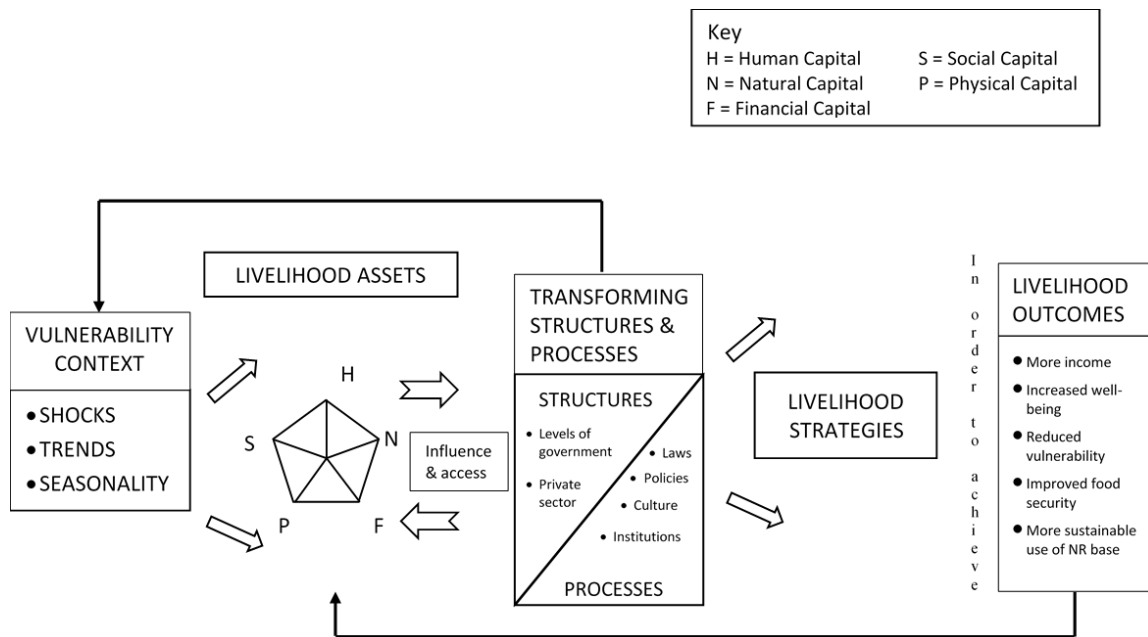 Key
H = Human Capital
S = Social Capital
N = Natural Capital
P = Physical Capital
F = Financial Capital
LIVELIHOOD ASSETS
VULNERABILITY
CONTEXT
• SHOCKS
• TRENDS
• SEASONALITY
H
S
N
P
F
Influence
& access
TRANSFORMING
STRUCTURES &
PROCESSES
STRUCTURES
• Levels of
government
• Private
sector
• Laws
• Policies
• Culture
• Institutions
PROCESSES
LIVELIHOOD
STRATEGIES
In order to achieve
LIVELIHOOD
OUTCOMES
• More income
• Increased well-
being
• Reduced
vulnerability
• Improved food
security
• More sustainable
use of NR base